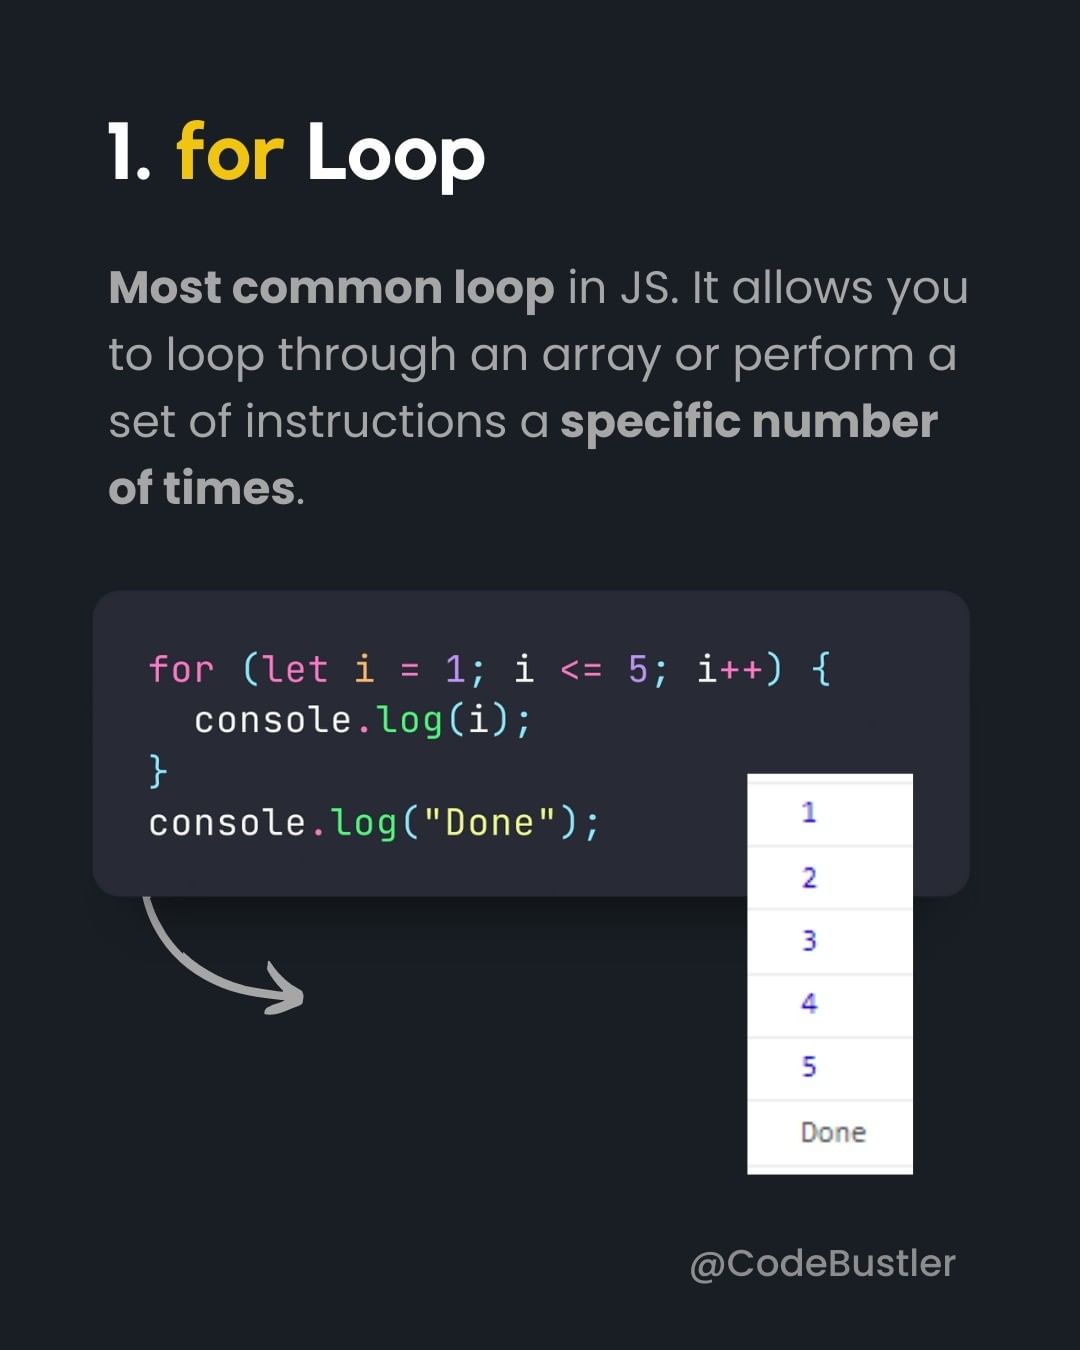 1. for Loop
Most common loop in JS. It allows you
to loop through an array or perform a
set of instructions a specific number
of times.
for (let i = 1; i <= 5; i++) {
  console.log(i);
}
console.log("Done");
1
2
3
4
5
Done
@CodeBustler